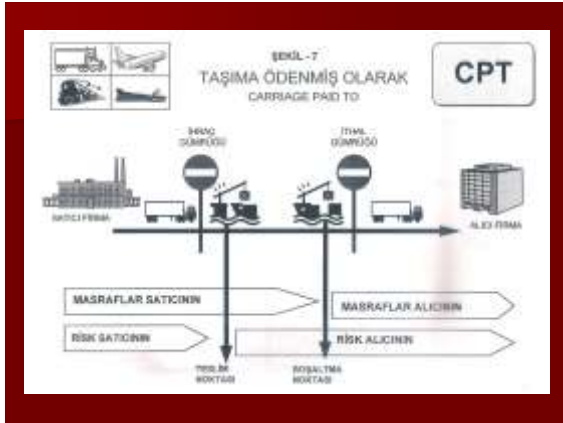 ŞEKİL - 7
TAŞIMA ÖDENMİŞ OLARAK
CARRIAGE PAID TO
CPT
İHRAÇ
GÜMRÜĞÜ
İTHAL
GÜMRÜĞÜ
SATICI FİRMA
ALICI FİRMA
MASRAFLAR SATICININ
MASRAFLAR ALICININ
RİSK SATICININ
RİSK ALICININ
TESLİM
NOKTASI
BOŞALTMA
NOKTASI